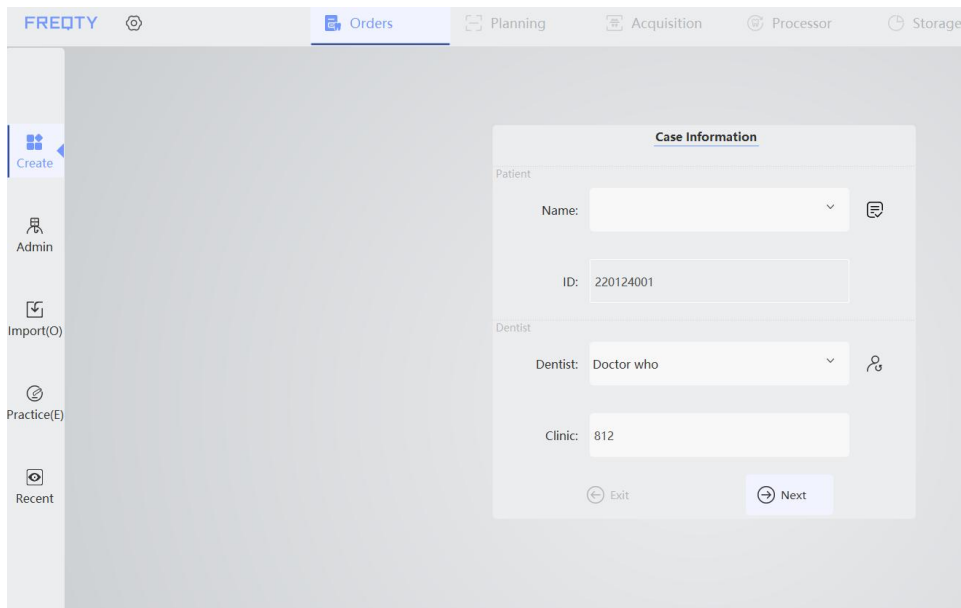 FREQTY
Orders
Planning
Acquisition
Processor
Storage
Create
Admin
Import(O)
Practice(E)
Recent
Case Information
Patient
Name:
ID: 220124001
Dentist
Dentist: Doctor who
Clinic: 812
Exit
Next